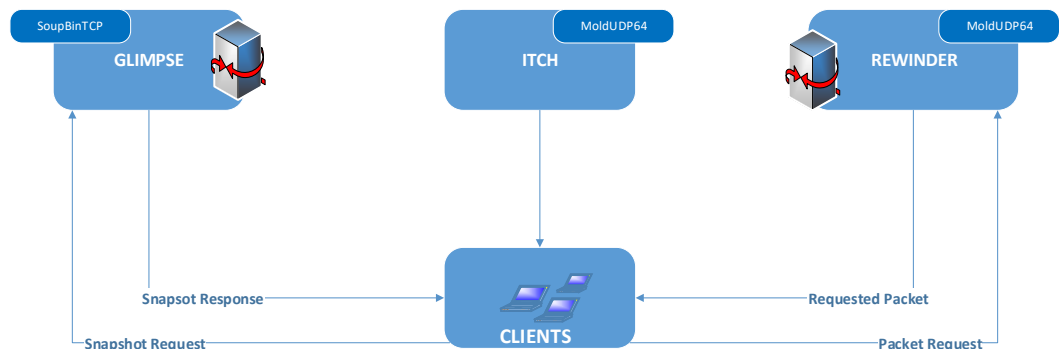 SoupBinTCP
MoldUDP64
MoldUDP64
GLIMPSE
ITCH
REWINDER
Snapsot Response
Requested Packet
CLIENTS
Snapshot Request
Packet Request